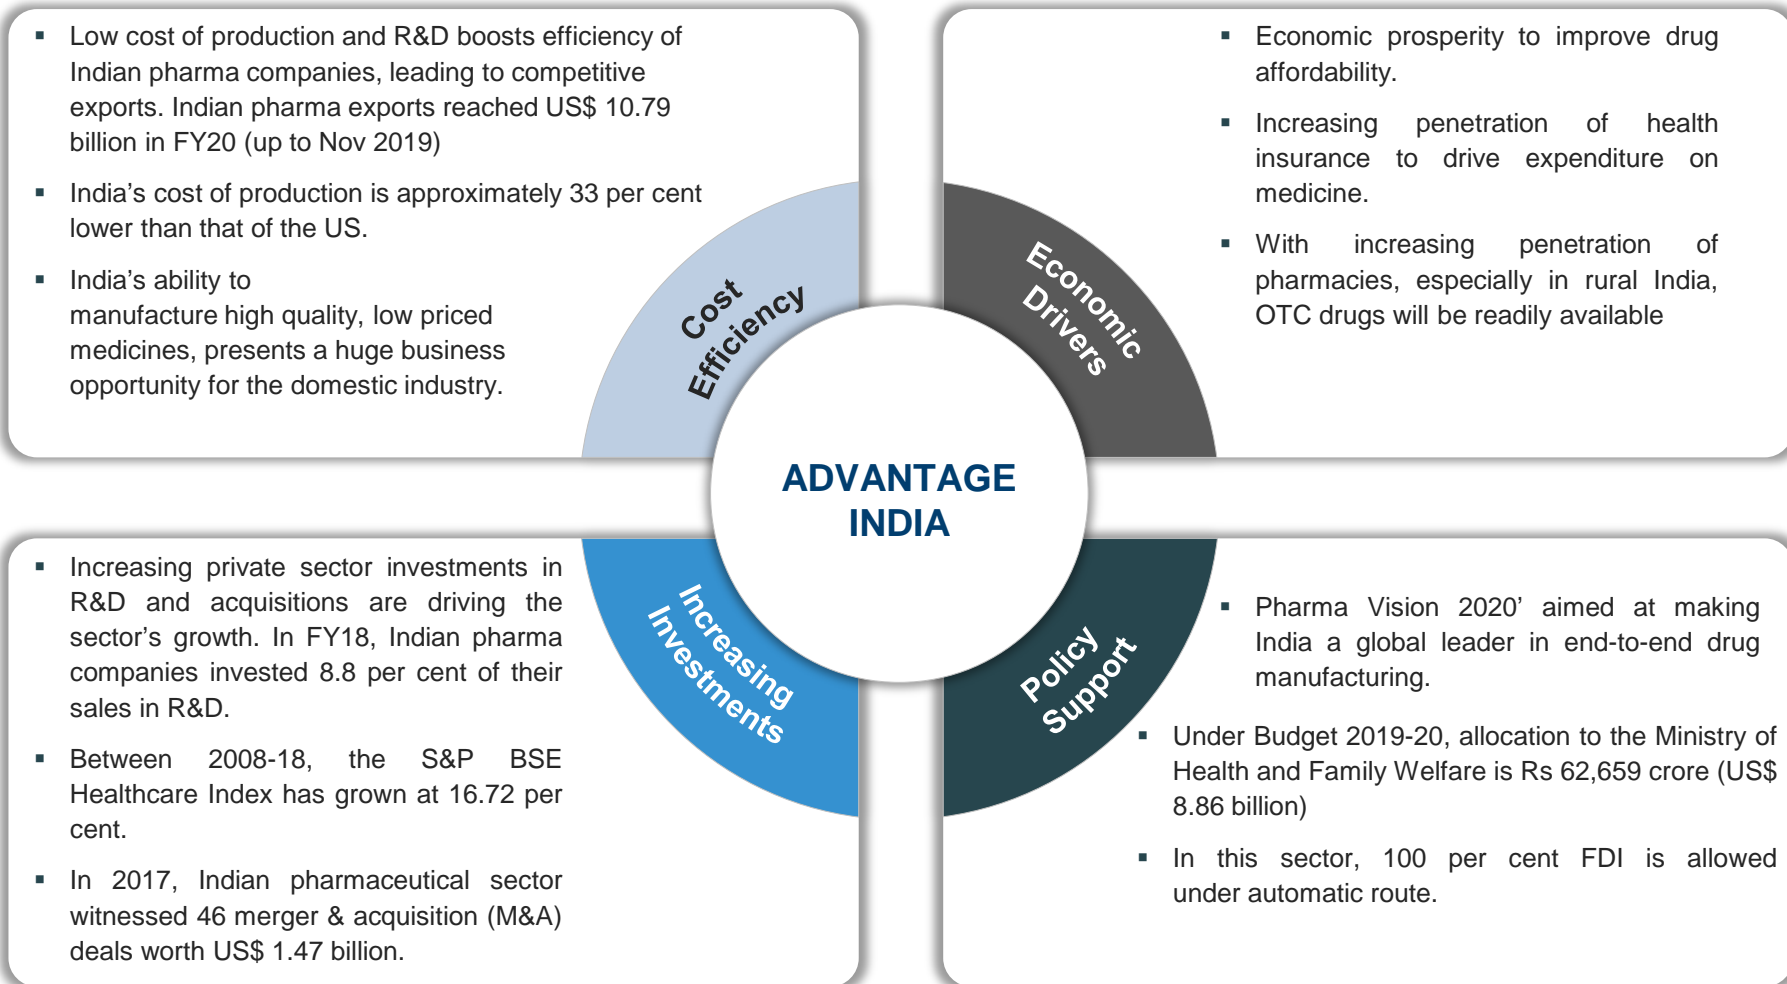 ▪ Low cost of production and R&D boosts efficiency of
Indian pharma companies, leading to competitive
exports. Indian pharma exports reached US$ 10.79
billion in FY20 (up to Nov 2019)
▪ India’s cost of production is approximately 33 per cent
lower than that of the US.
▪ India’s ability to
manufacture high quality, low priced
medicines, presents a huge business
opportunity for the domestic industry.
Cost
Efficiency
▪ Economic prosperity to improve drug
affordability.
▪ Increasing penetration of health
insurance to drive expenditure on
medicine.
▪ With increasing penetration of
pharmacies, especially in rural India,
OTC drugs will be readily available
Economic
Drivers
ADVANTAGE
INDIA
▪ Increasing private sector investments in
R&D and acquisitions are driving the
sector’s growth. In FY18, Indian pharma
companies invested 8.8 per cent of their
sales in R&D.
▪ Between 2008-18, the S&P BSE
Healthcare Index has grown at 16.72 per
cent.
▪ In 2017, Indian pharmaceutical sector
witnessed 46 merger & acquisition (M&A)
deals worth US$ 1.47 billion.
Increasing
Investments
▪ Pharma Vision 2020’ aimed at making
India a global leader in end-to-end drug
manufacturing.
▪ Under Budget 2019-20, allocation to the Ministry of
Health and Family Welfare is Rs 62,659 crore (US$
8.86 billion)
▪ In this sector, 100 per cent FDI is allowed
under automatic route.
Policy
Support